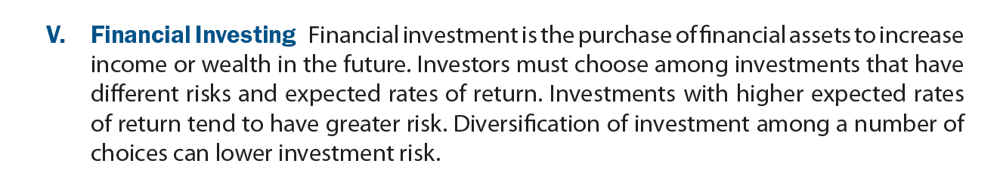 V. Financial Investing Financial investment is the purchase of financial assets to increase
income or wealth in the future. Investors must choose among investments that have
different risks and expected rates of return. Investments with higher expected rates
of return tend to have greater risk. Diversification of investment among a number of
choices can lower investment risk.